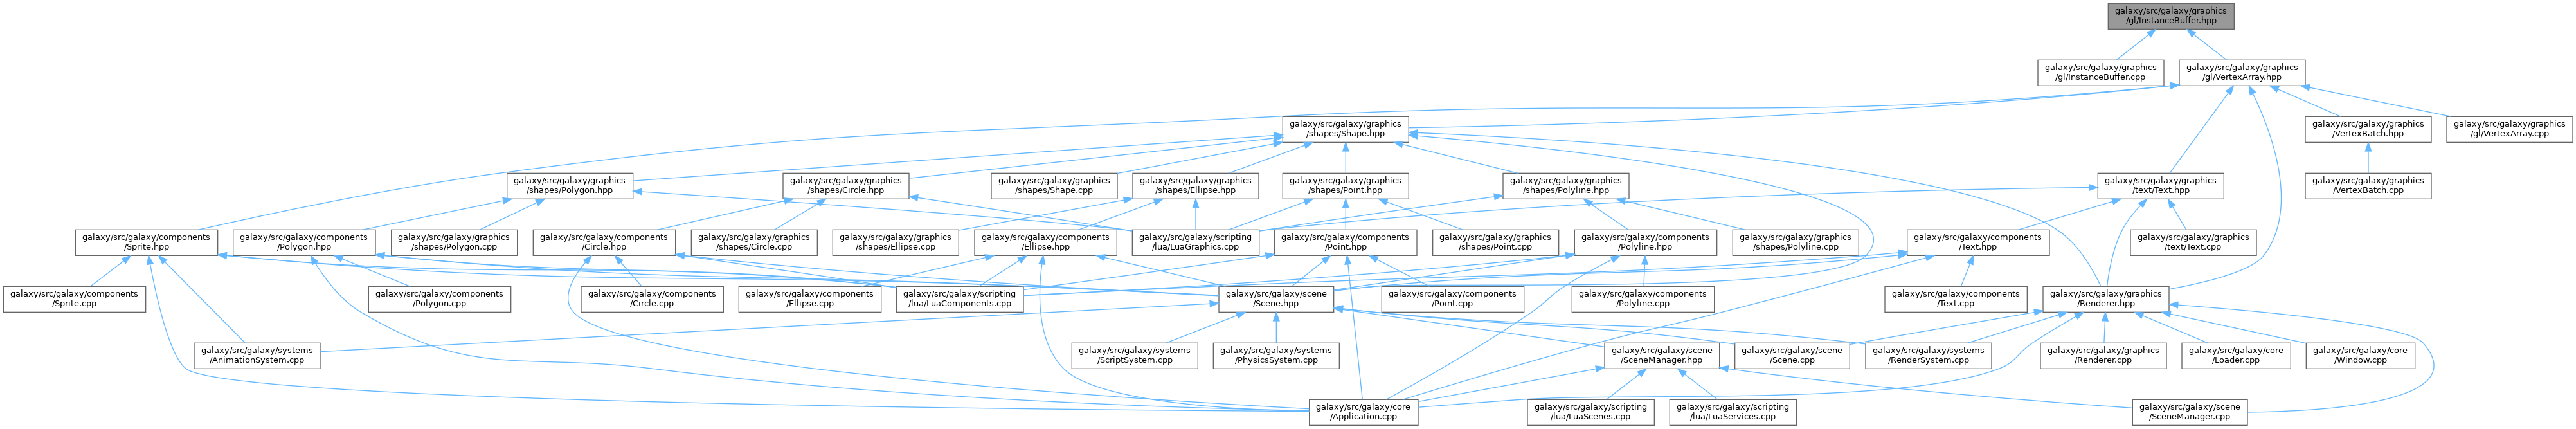 galaxy/src/galaxy/graphics
/gl/InstanceBuffer.hpp
galaxy/src/galaxy/graphics
/gl/InstanceBuffer.cpp
galaxy/src/galaxy/graphics
/gl/VertexArray.hpp
galaxy/src/galaxy/graphics
/shapes/Shape.hpp
galaxy/src/galaxy/graphics
/VertexBatch.hpp
galaxy/src/galaxy/graphics
/gl/VertexArray.cpp
galaxy/src/galaxy/graphics
/shapes/Polygon.hpp
galaxy/src/galaxy/graphics
/shapes/Circle.hpp
galaxy/src/galaxy/graphics
/shapes/Shape.cpp
galaxy/src/galaxy/graphics
/shapes/Ellipse.hpp
galaxy/src/galaxy/graphics
/shapes/Point.hpp
galaxy/src/galaxy/graphics
/shapes/Polyline.hpp
galaxy/src/galaxy/graphics
/text/Text.hpp
galaxy/src/galaxy/graphics
/VertexBatch.cpp
galaxy/src/galaxy/components
/Sprite.hpp
galaxy/src/galaxy/components
/Polygon.hpp
galaxy/src/galaxy/graphics
/shapes/Polygon.cpp
galaxy/src/galaxy/components
/Circle.hpp
galaxy/src/galaxy/graphics
/shapes/Circle.cpp
galaxy/src/galaxy/graphics
/shapes/Ellipse.cpp
galaxy/src/galaxy/components
/Ellipse.hpp
galaxy/src/galaxy/scripting
/lua/LuaGraphics.cpp
galaxy/src/galaxy/components
/Point.hpp
galaxy/src/galaxy/graphics
/shapes/Point.cpp
galaxy/src/galaxy/components
/Polyline.hpp
galaxy/src/galaxy/graphics
/shapes/Polyline.cpp
galaxy/src/galaxy/components
/Text.hpp
galaxy/src/galaxy/graphics
/text/Text.cpp
galaxy/src/galaxy/components
/Sprite.cpp
galaxy/src/galaxy/components
/Polygon.cpp
galaxy/src/galaxy/components
/Circle.cpp
galaxy/src/galaxy/components
/Ellipse.cpp
galaxy/src/galaxy/scripting
/lua/LuaComponents.cpp
galaxy/src/galaxy/scene
/Scene.hpp
galaxy/src/galaxy/components
/Point.cpp
galaxy/src/galaxy/components
/Polyline.cpp
galaxy/src/galaxy/components
/Text.cpp
galaxy/src/galaxy/graphics
/Renderer.hpp
galaxy/src/galaxy/systems
/AnimationSystem.cpp
galaxy/src/galaxy/systems
/ScriptSystem.cpp
galaxy/src/galaxy/systems
/PhysicsSystem.cpp
galaxy/src/galaxy/scene
/SceneManager.hpp
galaxy/src/galaxy/scene
/Scene.cpp
galaxy/src/galaxy/systems
/RenderSystem.cpp
galaxy/src/galaxy/graphics
/Renderer.cpp
galaxy/src/galaxy/core
/Loader.cpp
galaxy/src/galaxy/core
/Window.cpp
galaxy/src/galaxy/core
/Application.cpp
galaxy/src/galaxy/scripting
/lua/LuaScenes.cpp
galaxy/src/galaxy/scripting
/lua/LuaServices.cpp
galaxy/src/galaxy/scene
/SceneManager.cpp